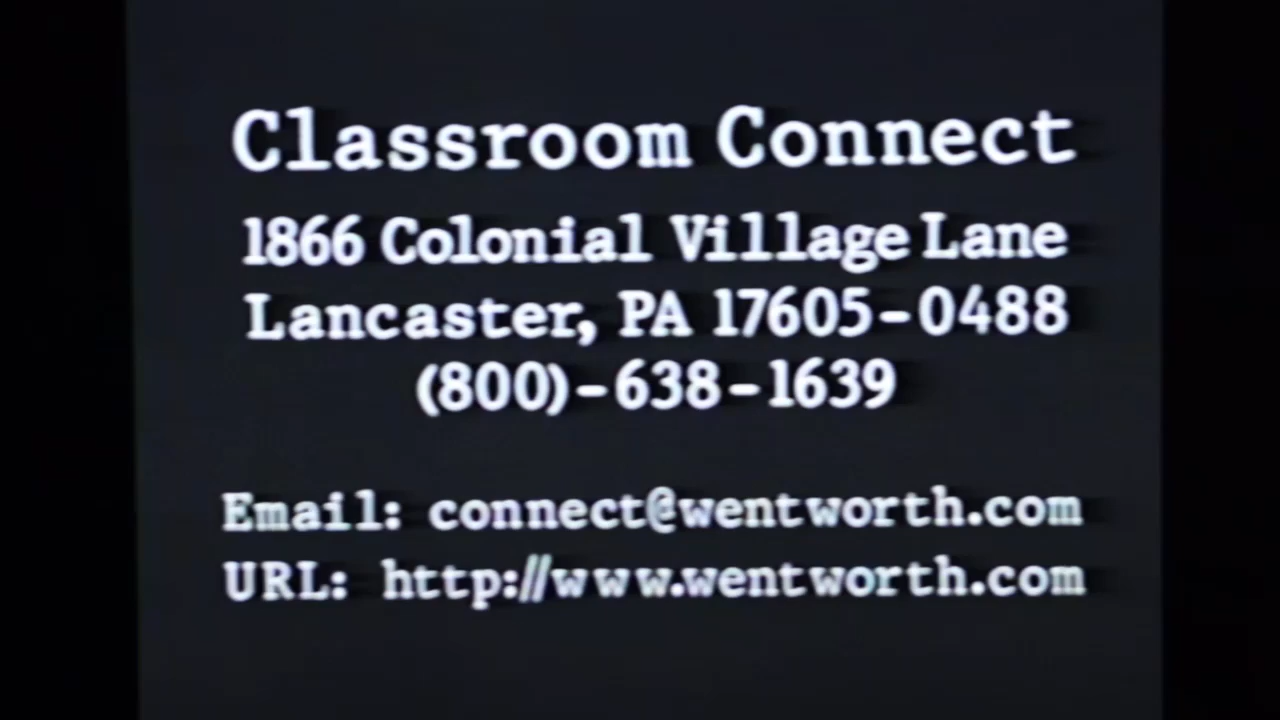 Classroom Connect
1866 Colonial Village Lane
Lancaster, PA 17605-0488
(800)-638-1639
Email: connect@wentworth.com
URL: http://www.wentworth.com